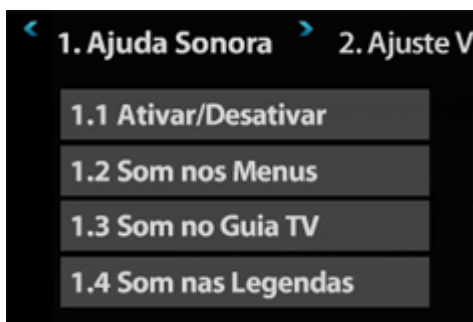 1. Ajuda Sonora 2. Ajuste V
1.1 Ativar/Desativar
1.2 Som nos Menus
1.3 Som no Guia TV
1.4 Som nas Legendas